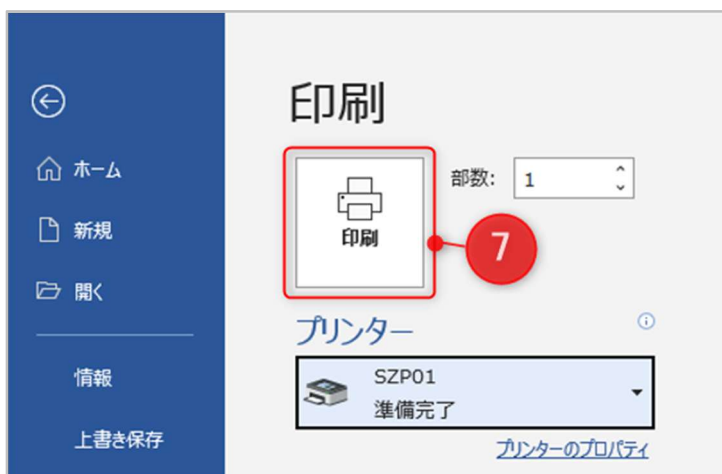 印刷
ホーム
新規
開く
情報
上書き保存
部数: 1
印刷
7
プリンター
SZP01
準備完了
プリンターのプロパティ